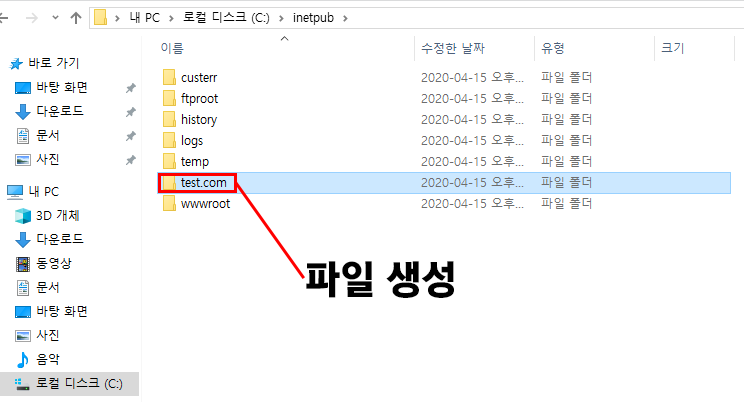 내 PC > 로컬 디스크 (C:) > inetpub >
이름 수정한 날짜 유형 크기
바로 가기
바탕 화면
다운로드
문서
사진
내 PC
3D 개체
다운로드
동영상
문서
바탕 화면
사진
음악
로컬 디스크 (C:)
custerr 2020-04-15 오후... 파일 폴더
ftproot 2020-04-15 오후... 파일 폴더
history 2020-04-15 오후... 파일 폴더
logs 2020-04-15 오후... 파일 폴더
temp 2020-04-15 오후... 파일 폴더
test.com 2020-04-15 오후... 파일 폴더
wwwroot 2020-04-15 오후... 파일 폴더
파일 생성